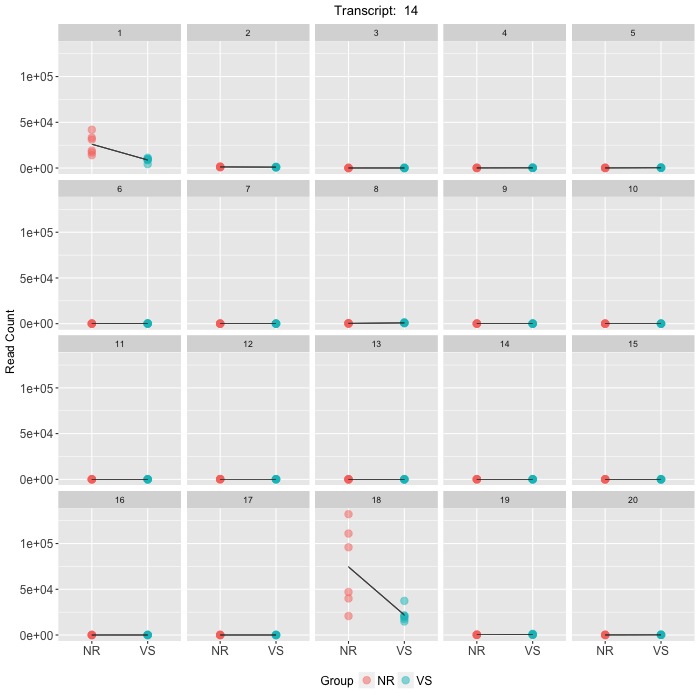 Transcript:  14
1 2 3 4 5
1e+05
5e+04
0e+00
6 7 8 9 10
1e+05
5e+04
0e+00
Read Count
11 12 13 14 15
1e+05
5e+04
0e+00
16 17 18 19 20
1e+05
5e+04
0e+00
NR VS NR VS NR VS NR VS NR VS
Group NR VS